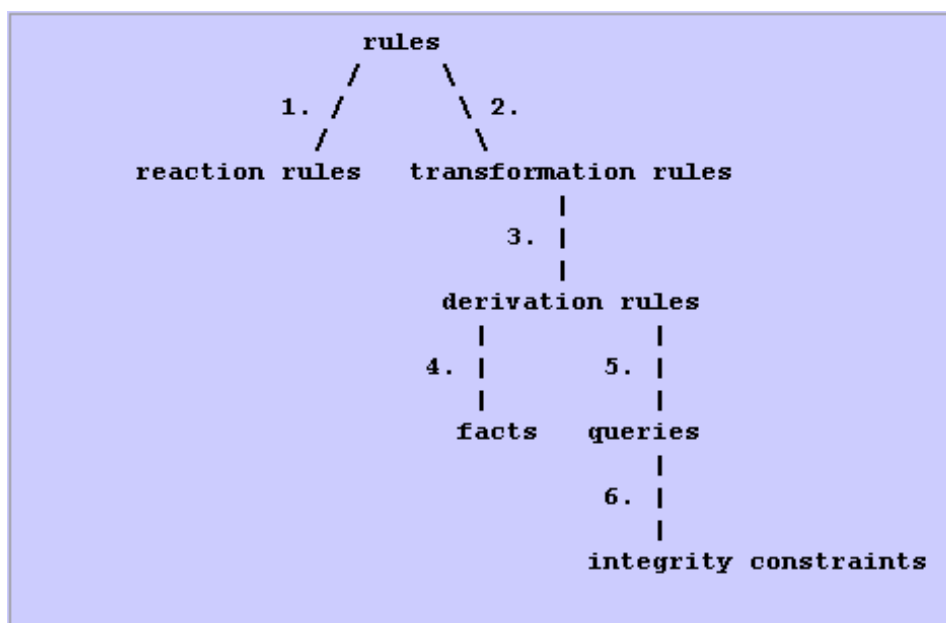 rules
1. 2.
reaction rules transformation rules
3.
derivation rules
4. 5.
facts queries
6.
integrity constraints